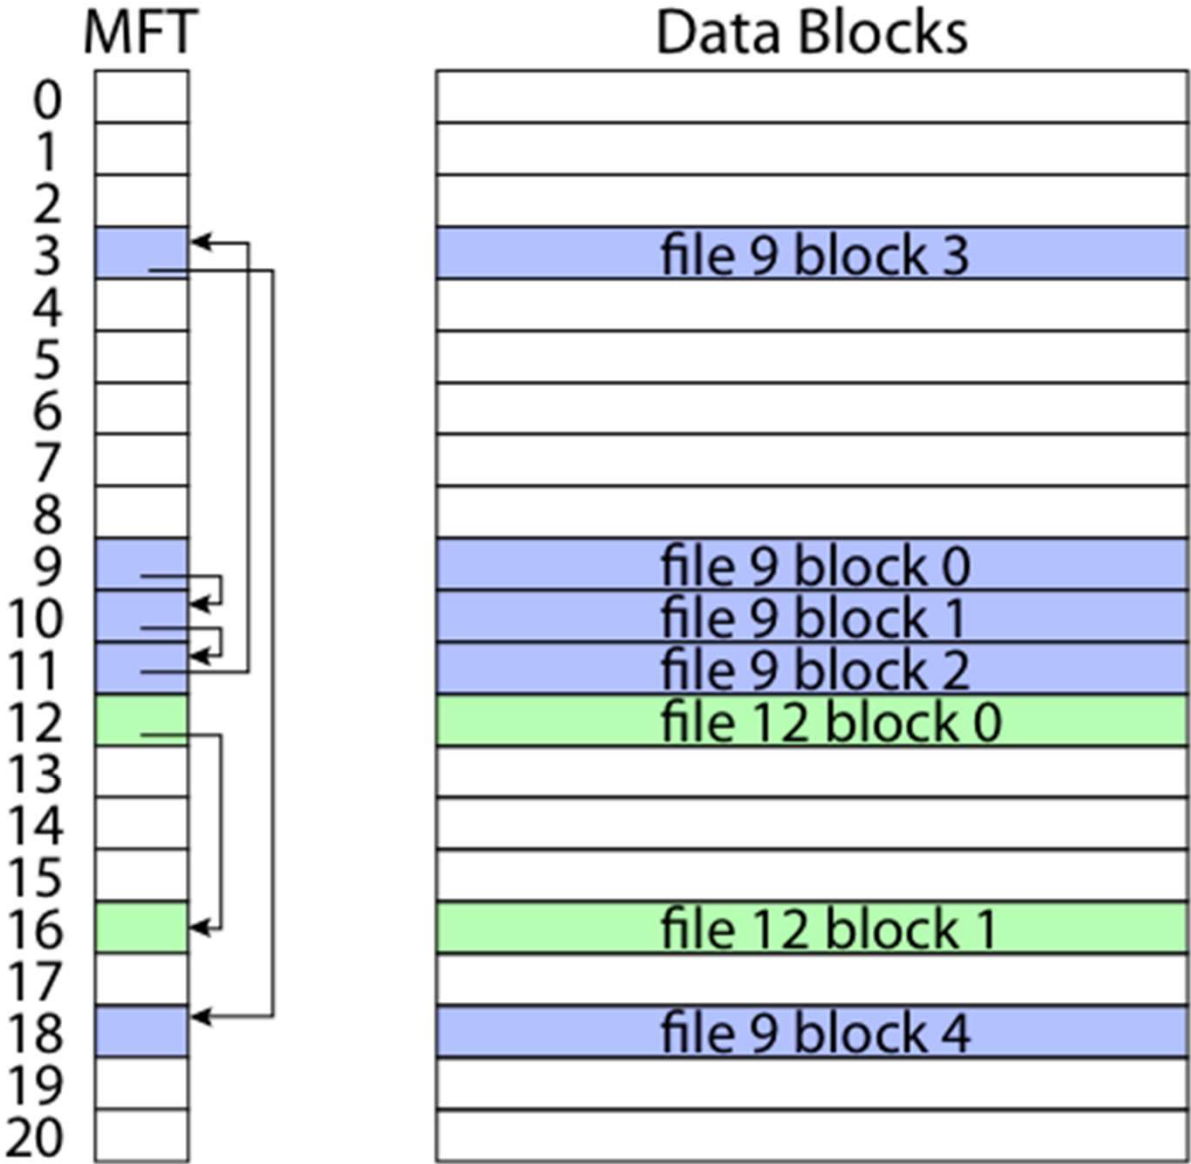 MFT Data Blocks
0
1
2
3 file 9 block 3
4
5
6
7
8
9 file 9 block 0
10 file 9 block 1
11 file 9 block 2
12 file 12 block 0
13
14
15
16 file 12 block 1
17
18 file 9 block 4
19
20